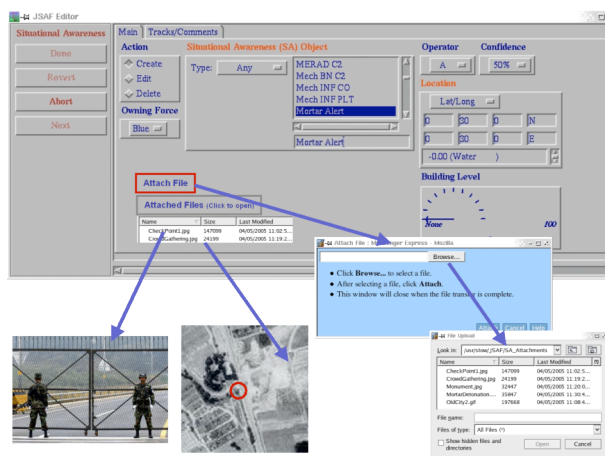 JSAF Editor
Situational Awareness
Done
Revert
Abort
Next
Main
Tracks/Comments
Action
Create
Edit
Delete
Owning Force
Blue
Situational Awareness (SA) Object
Type:
Any
MERAD C2
Mech BN C2
Mech INF CO
Mech INF PLT
Mortar Alert
Mortar Alert
Operator
Confidence
A
50%
Location
Lat/Long
N
E
-0.00 (Water )
Building Level
None
100
Attach File
Attached Files (Click to open)
Name Size Last Modified
CheckPoint1.jpg 147099 04/05/2005 11:02:5...
CrowdGathering.jpg 24199 04/05/2005 11:19:2...
Attach File : Messenger Express - Mozilla
Browse...
• Click Browse... to select a file.
• After selecting a file, click Attach.
• This window will close when the file transfer is complete.
Attach Cancel Help
File Upload
Look in: /usr/stow/JSAF/SA_Attachments
Name Size Last Modified
CheckPoint1.jpg 147099 04/05/2005 11:02:5...
CrowdGathering.jpg 24199 04/05/2005 11:19:2...
Monument.jpg 32447 04/05/2005 11:20:0...
MortarDetonation.... 35847 04/05/2005 11:30:4...
OldCity2.gif 197668 04/05/2005 11:08:4...
File name:
Files of type: All Files (*)
Show hidden files and
directories
Open Cancel